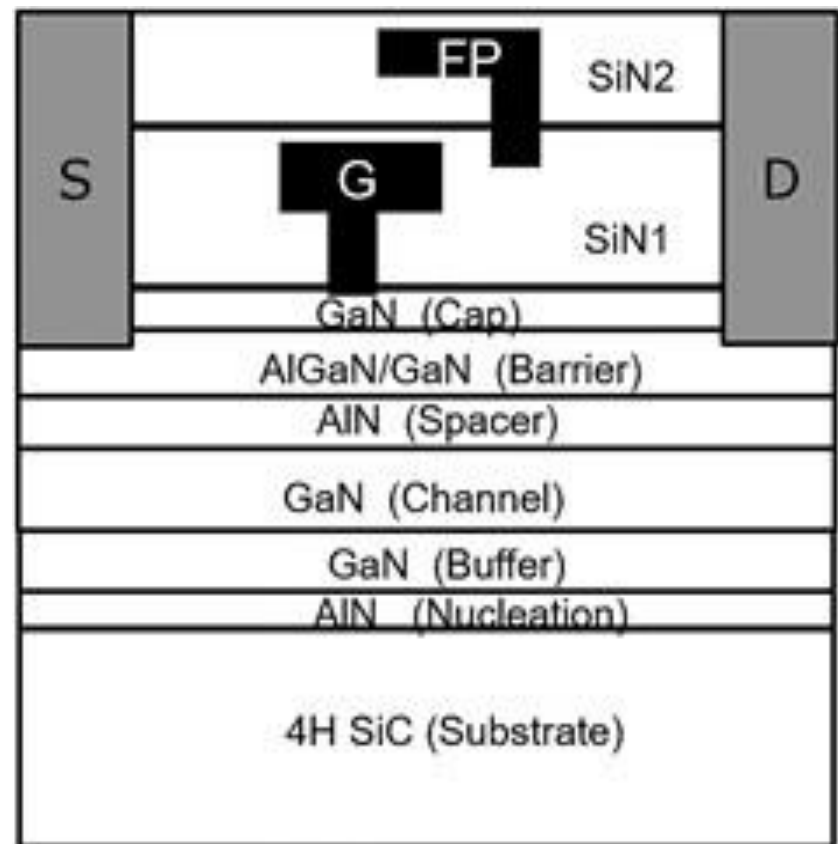 FP
SiN2
S
G
D
SiN1
GaN (Cap)
AlGaN/GaN (Barrier)
AlN (Spacer)
GaN (Channel)
GaN (Buffer)
AlN (Nucleation)
4H SiC (Substrate)